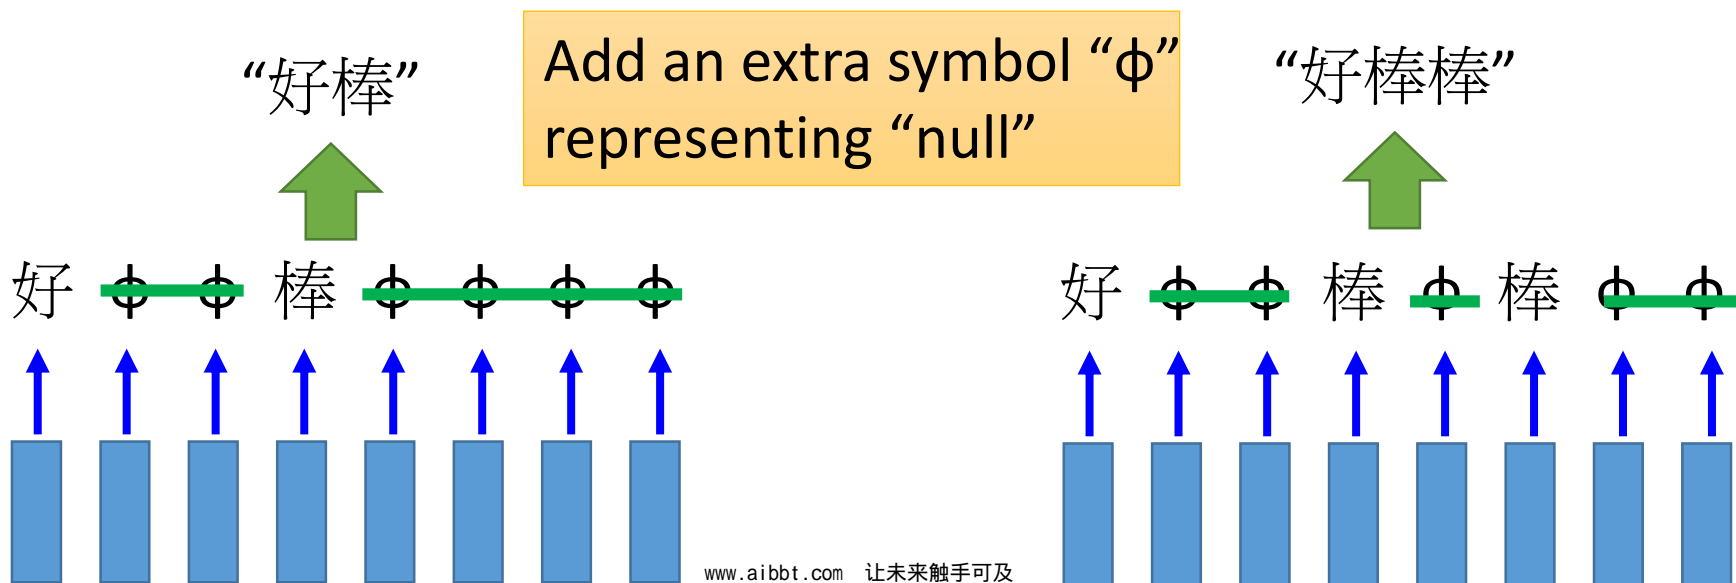 “好棒”
Add an extra symbol “ϕ”
representing “null”
“好棒棒”
好 ϕ ϕ 棒 ϕ ϕ ϕ ϕ
好 ϕ ϕ 棒 ϕ 棒 ϕ ϕ
www.aibbt.com 让未来触手可及